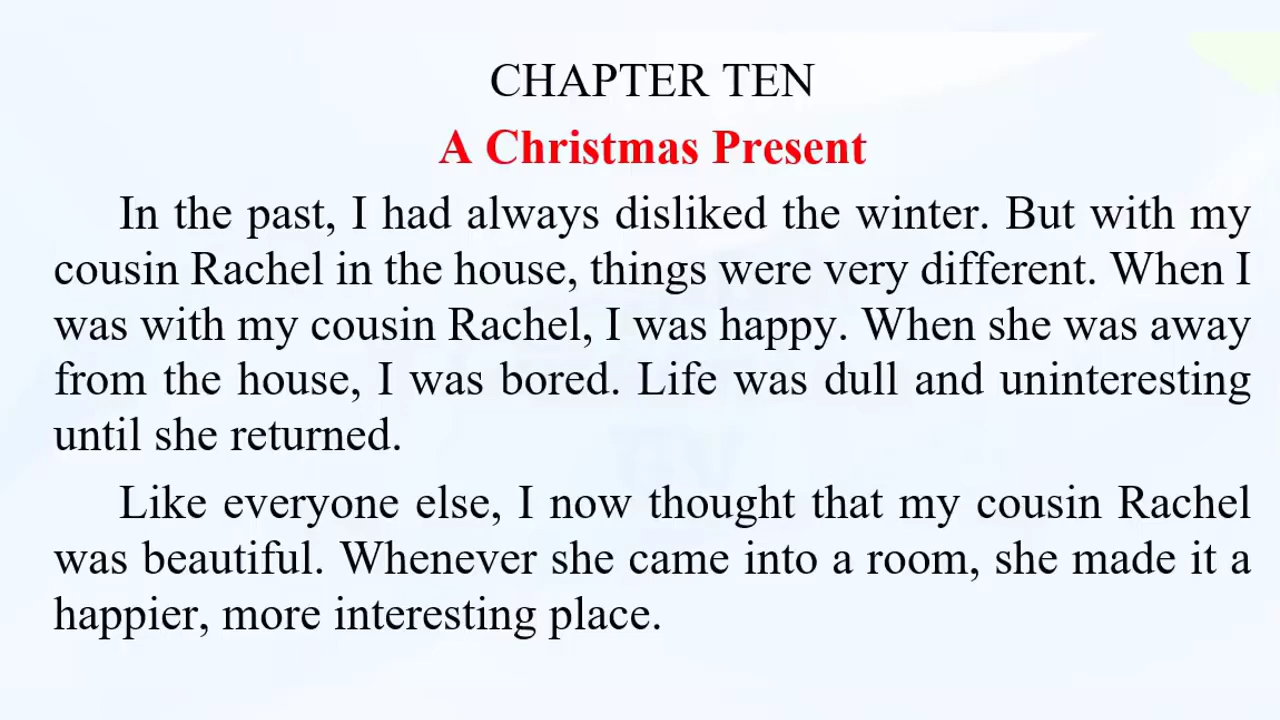 CHAPTER TEN
A Christmas Present
In the past, I had always disliked the winter. But with my
cousin Rachel in the house, things were very different. When I
was with my cousin Rachel, I was happy. When she was away
from the house, I was bored. Life was dull and uninteresting
until she returned.
Like everyone else, I now thought that my cousin Rachel
was beautiful. Whenever she came into a room, she made it a
happier, more interesting place.